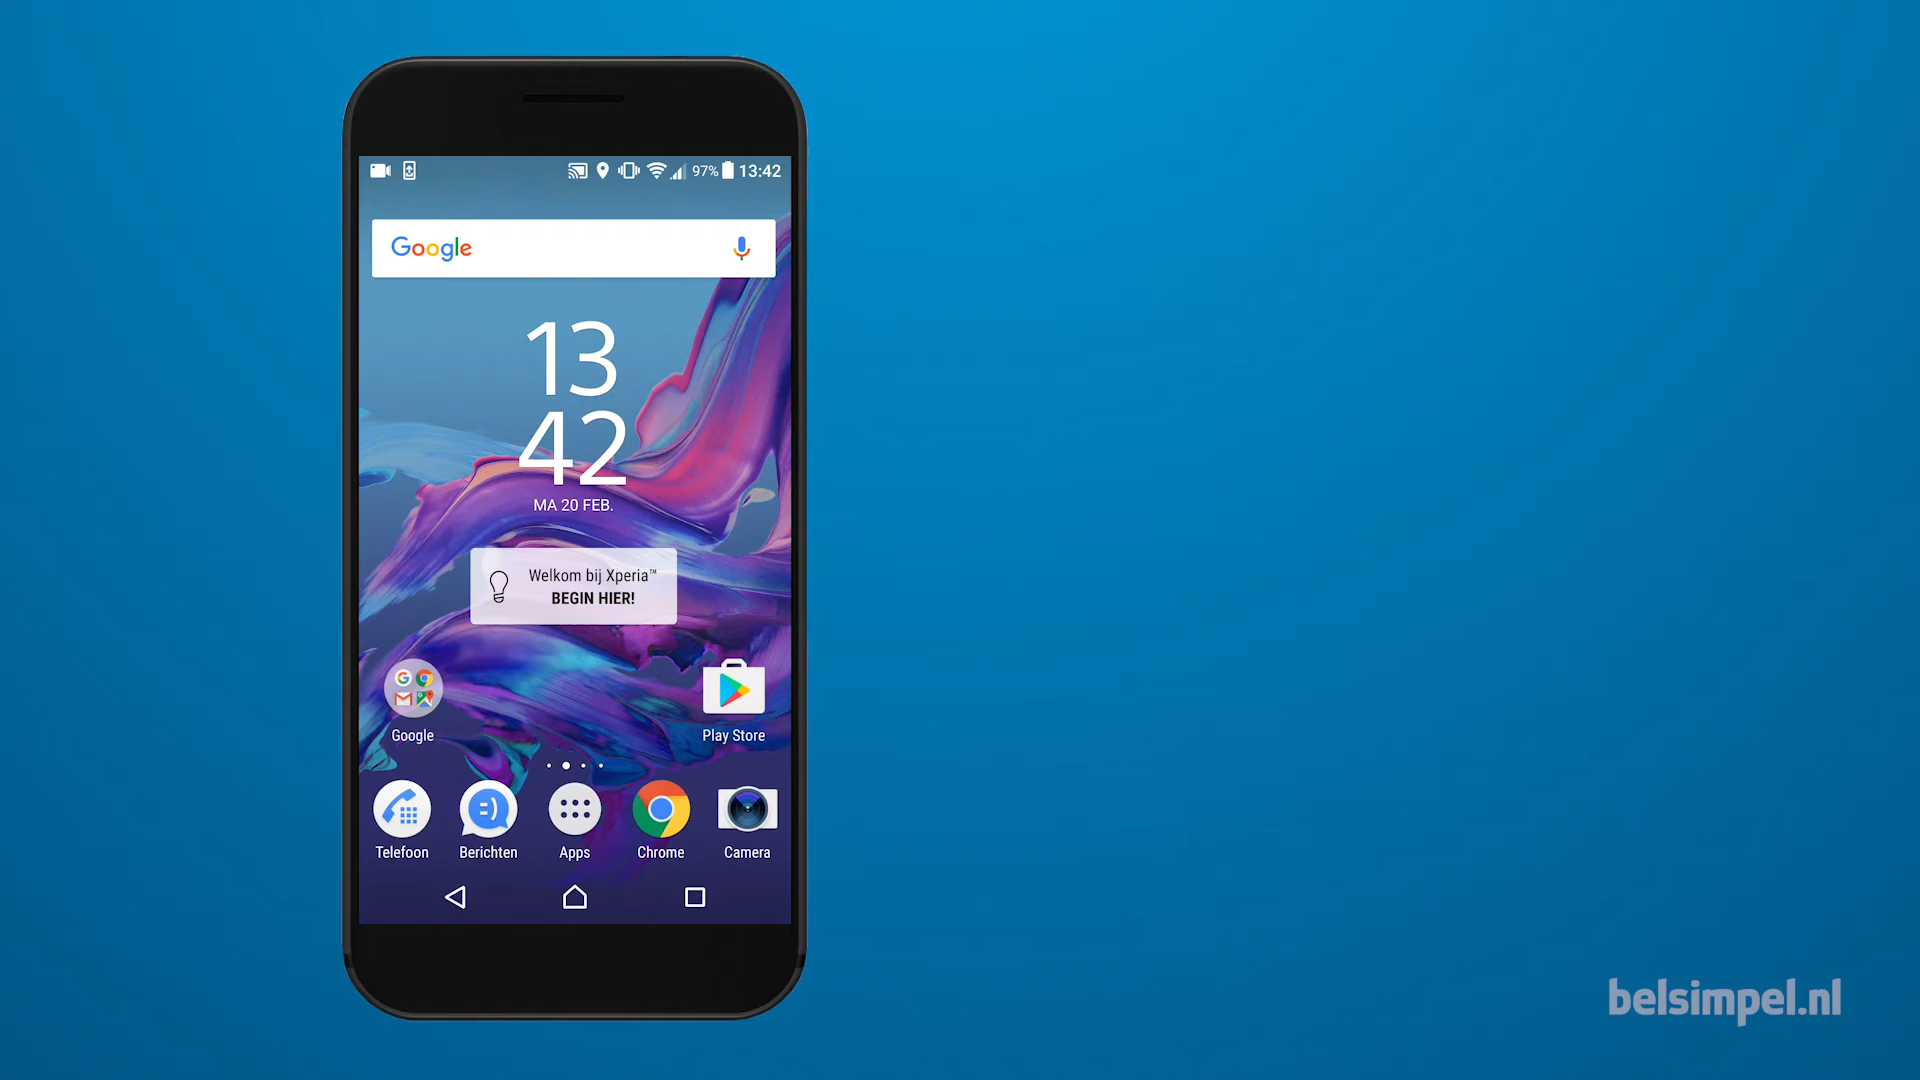 97% 13:42
Google
13
42
MA 20 FEB.
Welkom bij Xperia™
BEGIN HIER!
Google
Play Store
Telefoon Berichten Apps Chrome Camera
belsimpel.nl